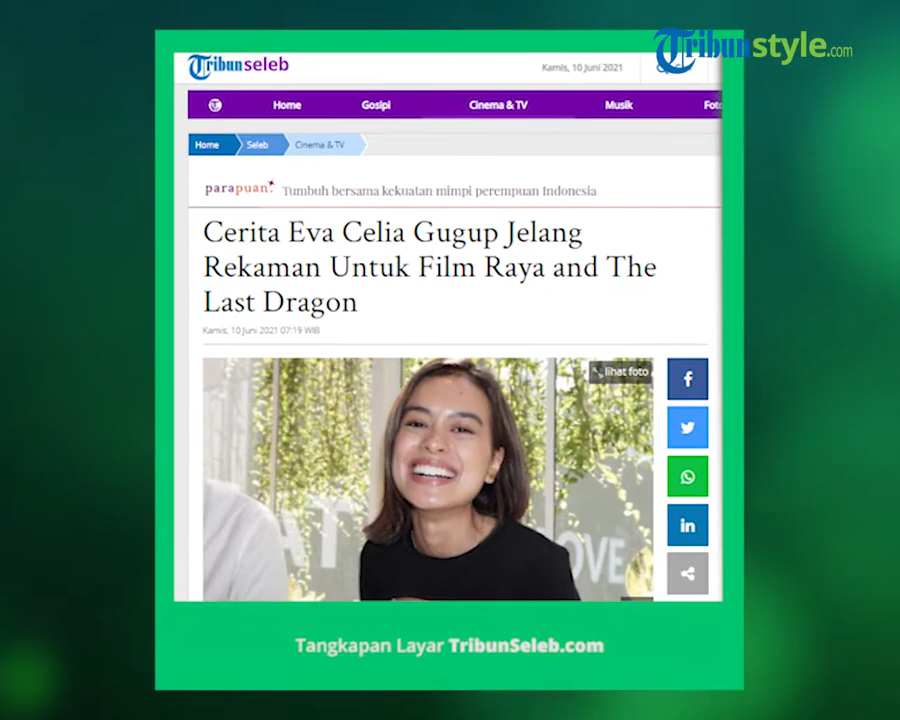 Tribunstyle.com
Tribunseleb
Kamis, 10 Juni 2021
Home
Gosipi
Cinema & TV
Musik
Home
Seleb
Cinema & TV
parapuan.
Tumbuh bersama kekuatan mimpi perempuan Indonesia
Cerita Eva Celia Gugup Jelang
Rekaman Untuk Film Raya and The
Last Dragon
Kamis, 10 Juni 2021 07:19 WIB
lihat foto
Tangkapan Layar TribunSeleb.com